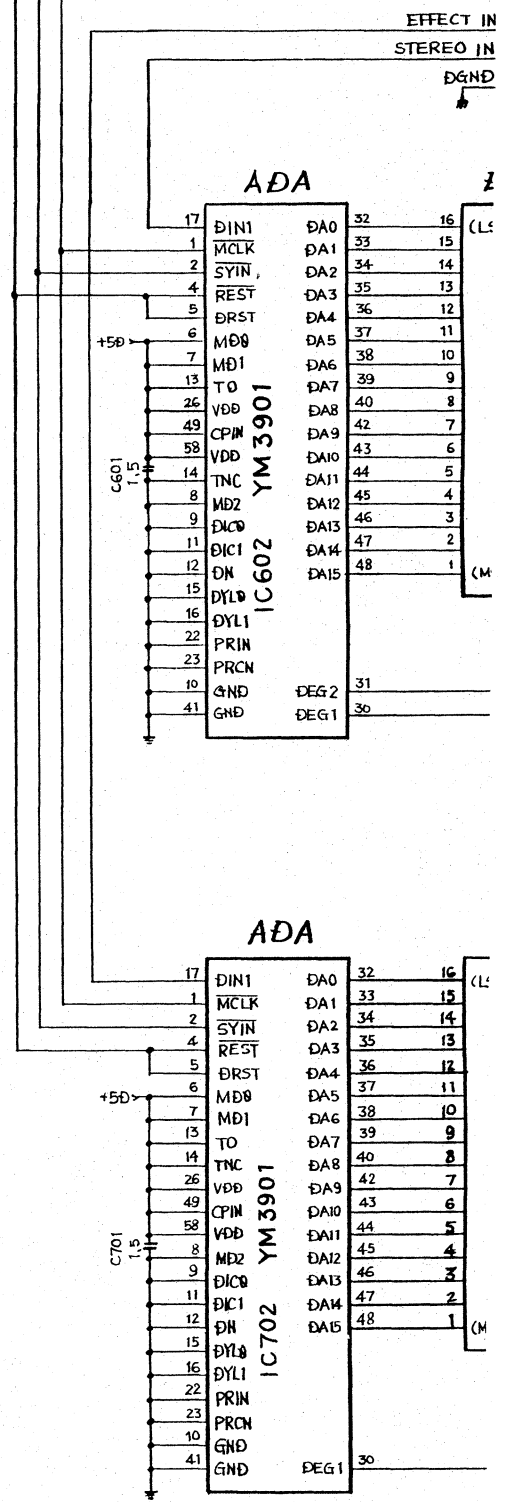 EFFECT IN
STEREO IN
DGND
ADA
17 DIN1 DA0 32 16 (LS
1 MCLK DA1 33 15
2 SYIN DA2 34 14
4 REST DA3 35 13
5 DRST DA4 36 12
+5D 6 MD0 DA5 37 11
7 MD1 DA6 38 10
13 TO DA7 39 9
26 VDD DA8 40 8
49 CPIN DA9 42 7
58 VDD DA10 43 6
C601 1,5
14 TNC DA11 44 5
8 MD2 DA12 45 4
9 DIC0 DA13 46 3
11 DIC1 DA14 47 2
12 DN DA15 48 1 (M
15 DYL0
16 DYL1
22 PRIN
23 PRCN
10 GND DEG2 31
41 GND DEG1 30
IC602 YM3901
ADA
17 DIN1 DA0 32 16 (LS
1 MCLK DA1 33 15
2 SYIN DA2 34 14
4 REST DA3 35 13
5 DRST DA4 36 12
+5D 6 MD0 DA5 37 11
7 MD1 DA6 38 10
13 TO DA7 39 9
14 TNC DA8 40 8
26 VDD DA9 42 7
49 CPIN DA10 43 6
58 VDD DA11 44 5
C701 1,5
8 MD2 DA12 45 4
9 DIC0 DA13 46 3
11 DIC1 DA14 47 2
12 DN DA15 48 1 (M
15 DYL0
16 DYL1
22 PRIN
23 PRCN
10 GND
41 GND DEG1 30
IC702 YM3901